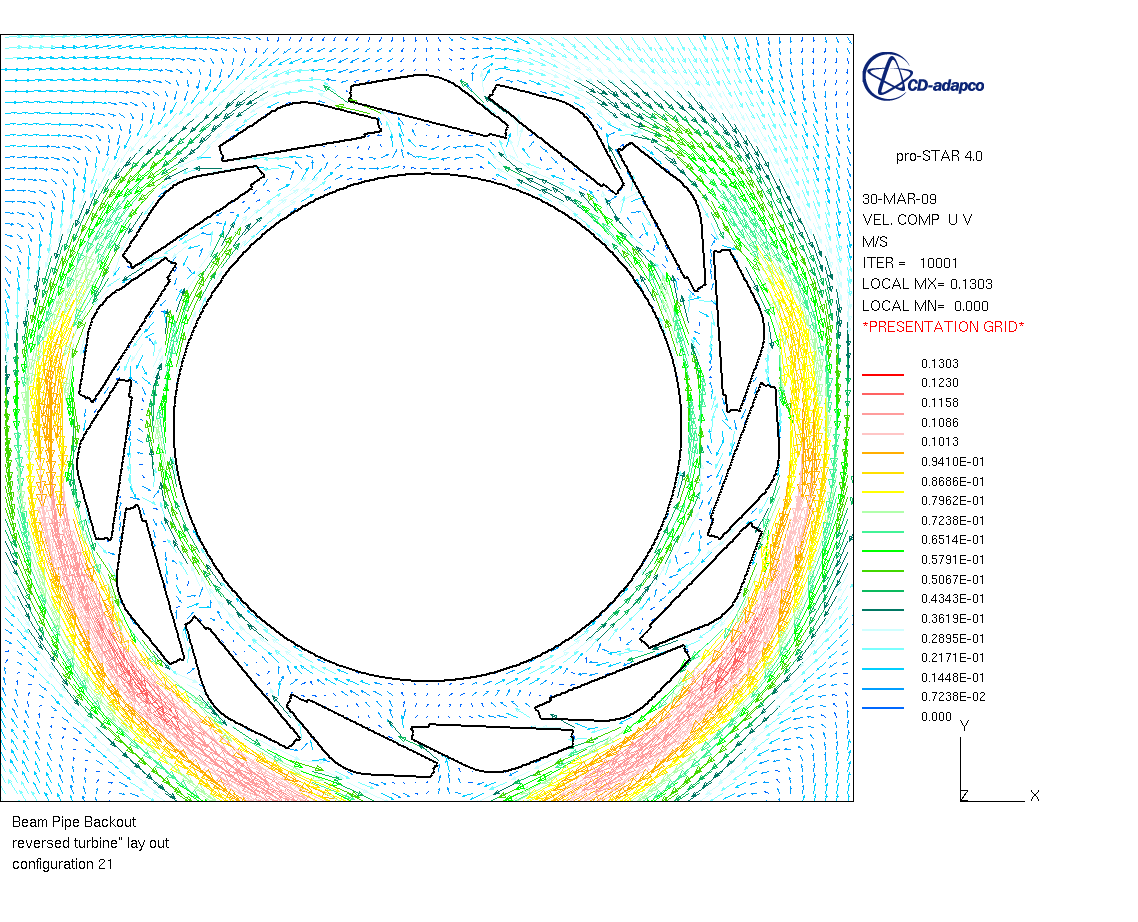 CD-adapco
pro-STAR 4.0
30-MAR-09
VEL. COMP U V
M/S
ITER = 10001
LOCAL MX= 0.1303
LOCAL MN= 0.000
*PRESENTATION GRID*
0.1303
0.1230
0.1158
0.1086
0.1013
0.9410E-01
0.8686E-01
0.7962E-01
0.7238E-01
0.6514E-01
0.5791E-01
0.5067E-01
0.4343E-01
0.3619E-01
0.2895E-01
0.2171E-01
0.1448E-01
0.7238E-02
0.000
Y
Z
X
Beam Pipe Backout
reversed turbine" lay out
configuration 21